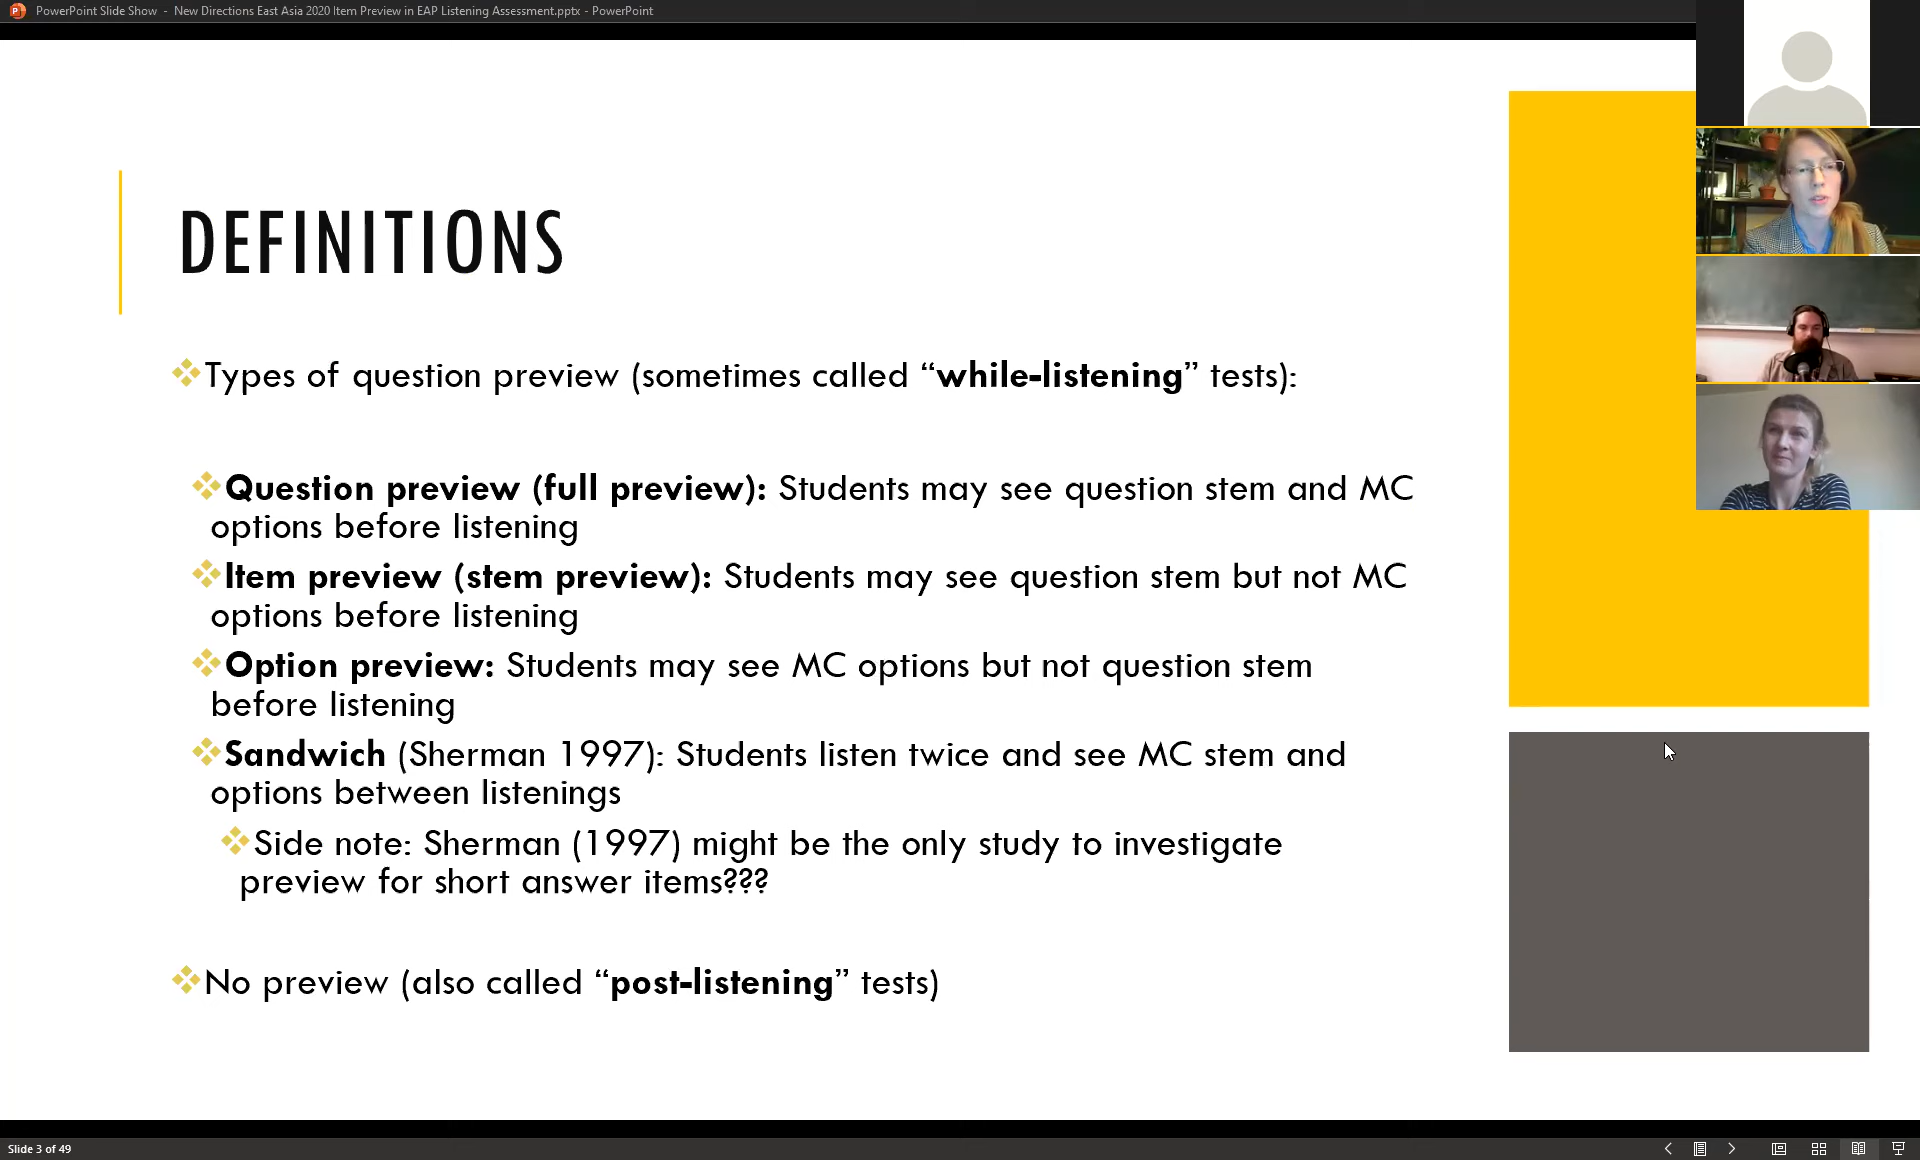 PowerPoint Slide Show - New Directions East Asia 2020 Item Preview in EAP Listening Assessment.pptx - PowerPoint
DEFINITIONS
Types of question preview (sometimes called “while-listening” tests):
Question preview (full preview): Students may see question stem and MC
options before listening
Item preview (stem preview): Students may see question stem but not MC
options before listening
Option preview: Students may see MC options but not question stem
before listening
Sandwich (Sherman 1997): Students listen twice and see MC stem and
options between listenings
Side note: Sherman (1997) might be the only study to investigate
preview for short answer items???
No preview (also called “post-listening” tests)
Slide 3 of 49